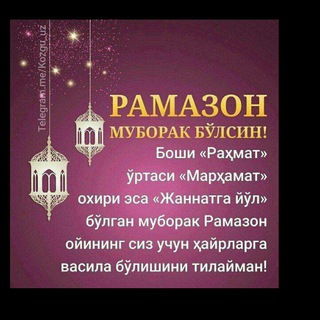 Telegram.me/Kozgu_uz
РАМАЗОН
МУБОРАК БЎЛСИН!
Боши «Раҳмат»
ўртаси «Марҳамат»
охири эса «Жаннатга йўл»
бўлган муборак Рамазон
ойининг сиз учун ҳайрларга
васила бўлишини тилайман!